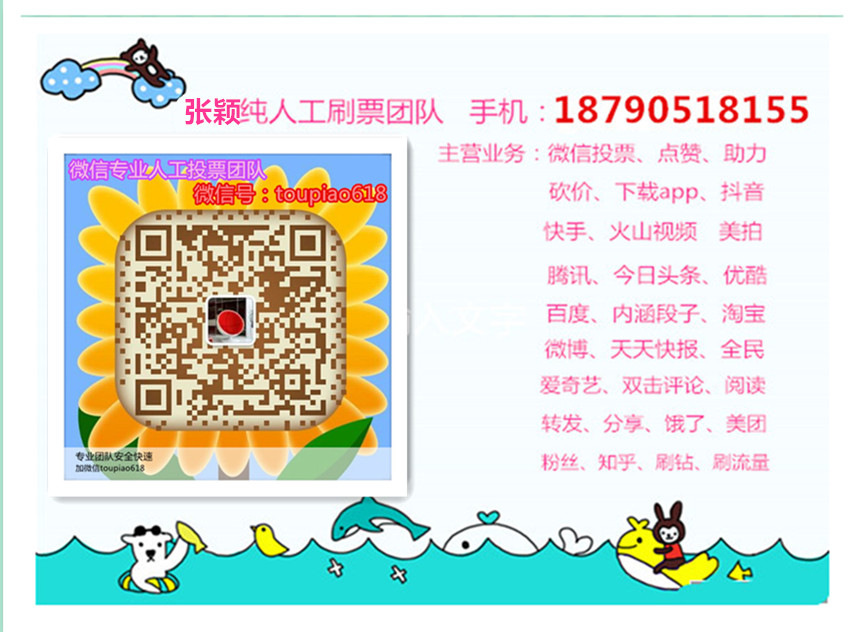 张颖纯人工刷票团队 手机：18790518155
微信专业人工投票团队
微信号：toupiao618
专业团队安全快速
加微信toupiao618
主营业务：微信投票、点赞、助力
砍价、下载app、抖音
快手、火山视频 美拍
腾讯、今日头条、优酷
百度、内涵段子、淘宝
微博、天天快报、全民
爱奇艺、双击评论、阅读
转发、分享、饿了、美团
粉丝、知乎、刷钻、刷流量